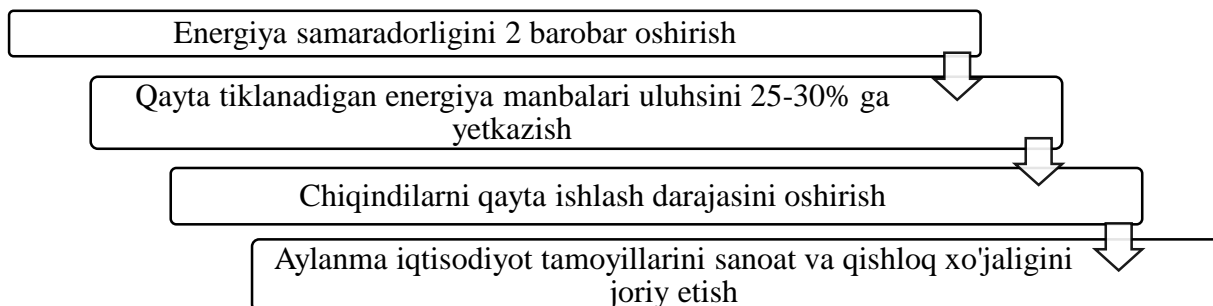 Energiya samaradorligini 2 barobar oshirish
Qayta tiklanadigan energiya manbalari uluhsini 25-30% ga
yetkazish
Chiqindilarni qayta ishlash darajasini oshirish
Aylanma iqtisodiyot tamoyillarini sanoat va qishloq xo'jaligini
joriy etish